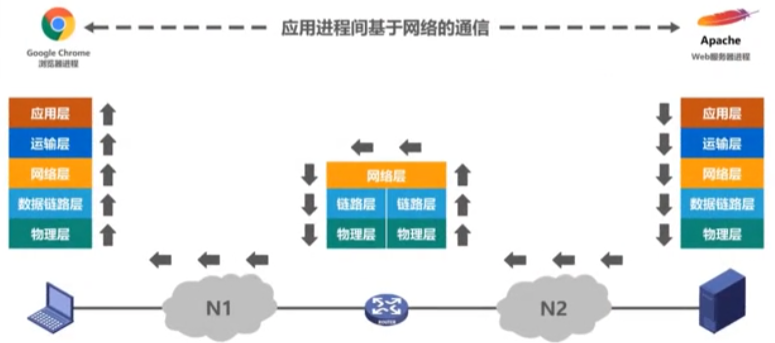 应用进程间基于网络的通信
Google Chrome
浏览器进程
Apache
Web服务器进程
应用层
运输层
网络层
数据链路层
物理层
网络层
链路层 链路层
物理层 物理层
应用层
运输层
网络层
数据链路层
物理层
N1
N2